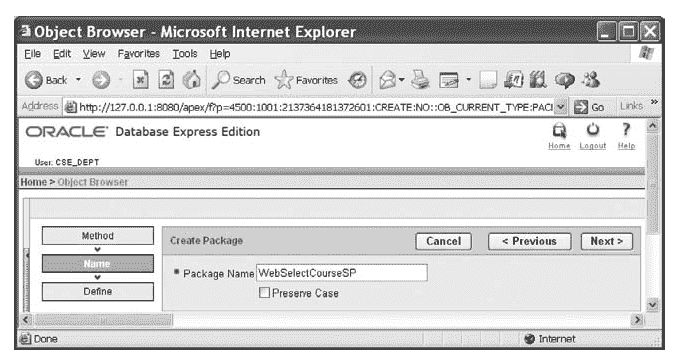 Object Browser - Microsoft Internet Explorer
File Edit View Favorites Tools Help
Back Search Favorites
Address http://127.0.0.1:8080/apex/f?p=4500:1001:2137364181372601:CREATE:NO::OB_CURRENT_TYPE:PACI Go Links »
ORACLE Database Express Edition
Home Logout Help
User: CSE_DEPT
Home > Object Browser
Method
Name
Define
Create Package Cancel < Previous Next >
* Package Name WebSelectCourseSP
Preserve Case
Done Internet